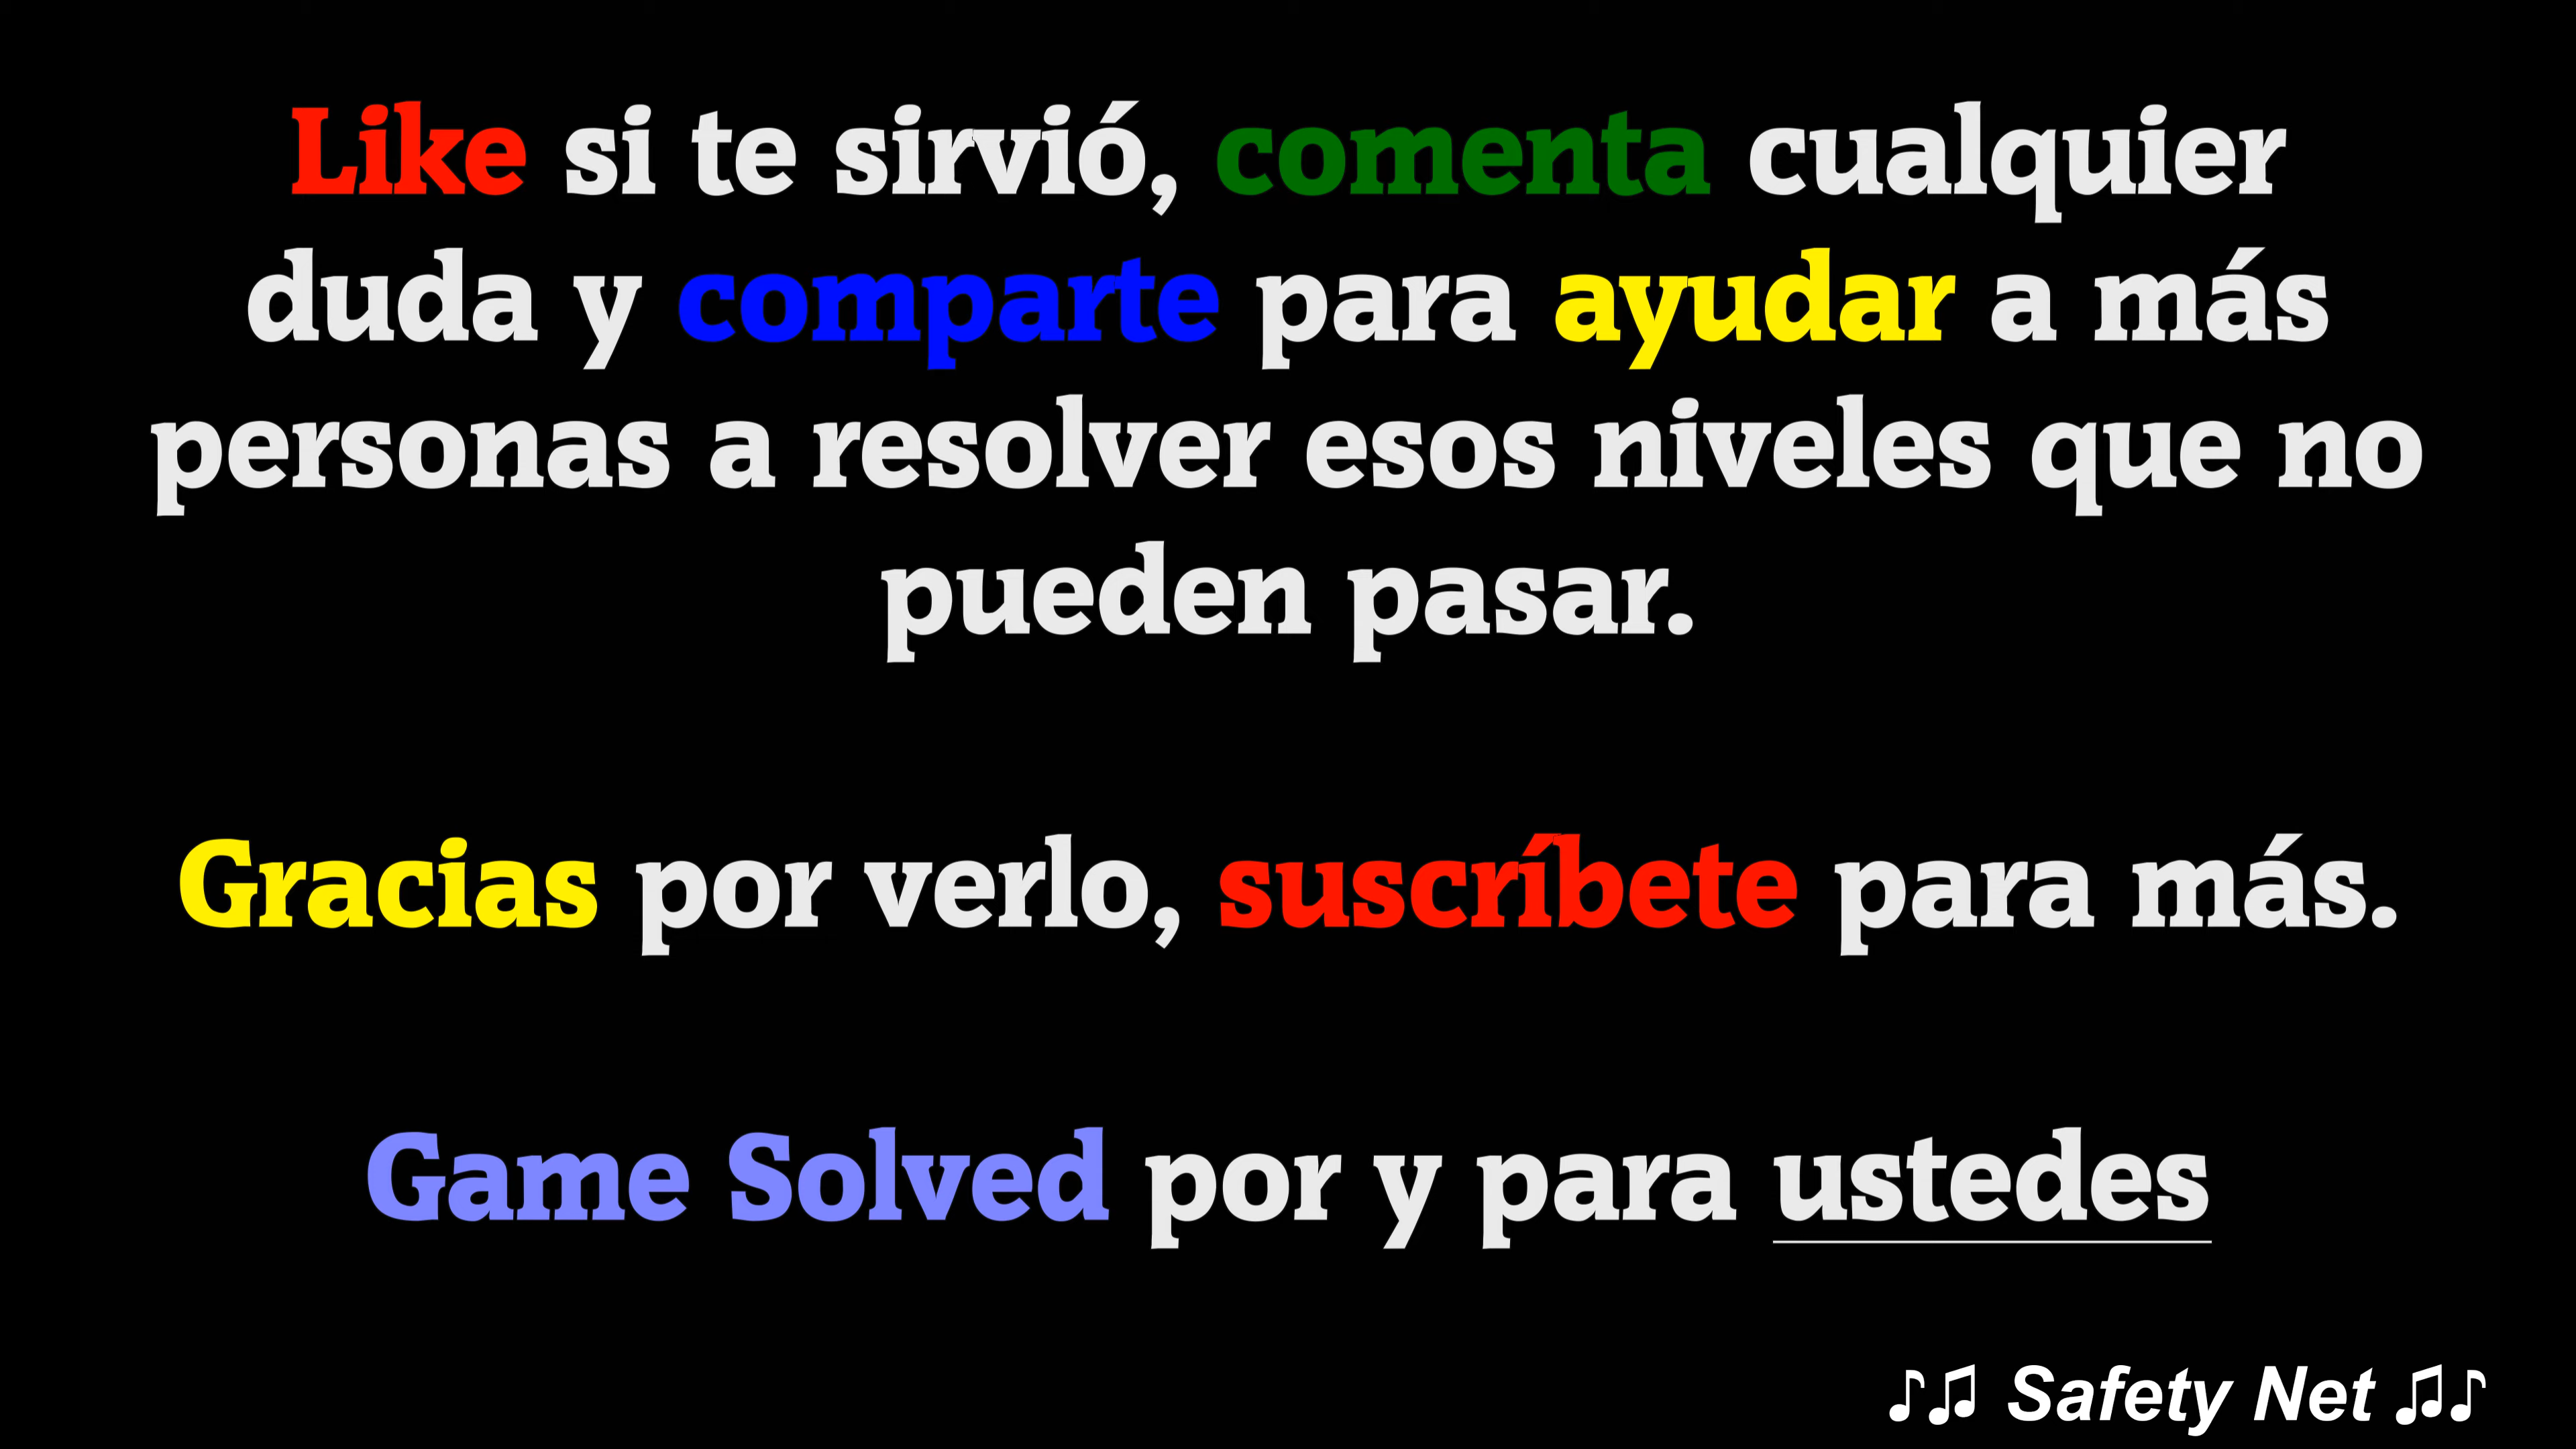 Like si te sirvió, comenta cualquier
duda y comparte para ayudar a más
personas a resolver esos niveles que no
pueden pasar.
Gracias por verlo, suscríbete para más.
Game Solved por y para ustedes
♪♫ Safety Net ♫♪